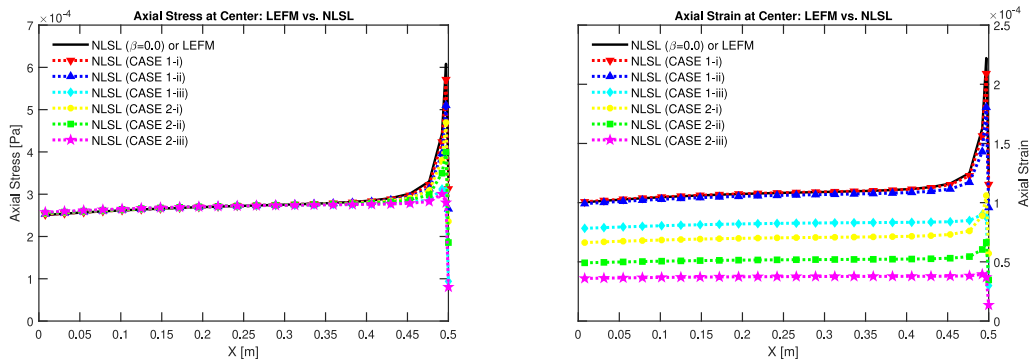 Axial Stress at Center: LEFM vs. NLSL
×10⁻⁴
7
6
5
4
3
2
1
0
Axial Stress [Pa]
NLSL (β=0.0) or LEFM
NLSL (CASE 1-i)
NLSL (CASE 1-ii)
NLSL (CASE 1-iii)
NLSL (CASE 2-i)
NLSL (CASE 2-ii)
NLSL (CASE 2-iii)
0 0.05 0.1 0.15 0.2 0.25 0.3 0.35 0.4 0.45 0.5
X [m]
Axial Strain at Center: LEFM vs. NLSL
×10⁻⁴
2.5
2
1.5
1
0.5
0
Axial Strain
NLSL (β=0.0) or LEFM
NLSL (CASE 1-i)
NLSL (CASE 1-ii)
NLSL (CASE 1-iii)
NLSL (CASE 2-i)
NLSL (CASE 2-ii)
NLSL (CASE 2-iii)
0 0.05 0.1 0.15 0.2 0.25 0.3 0.35 0.4 0.45 0.5
X [m]